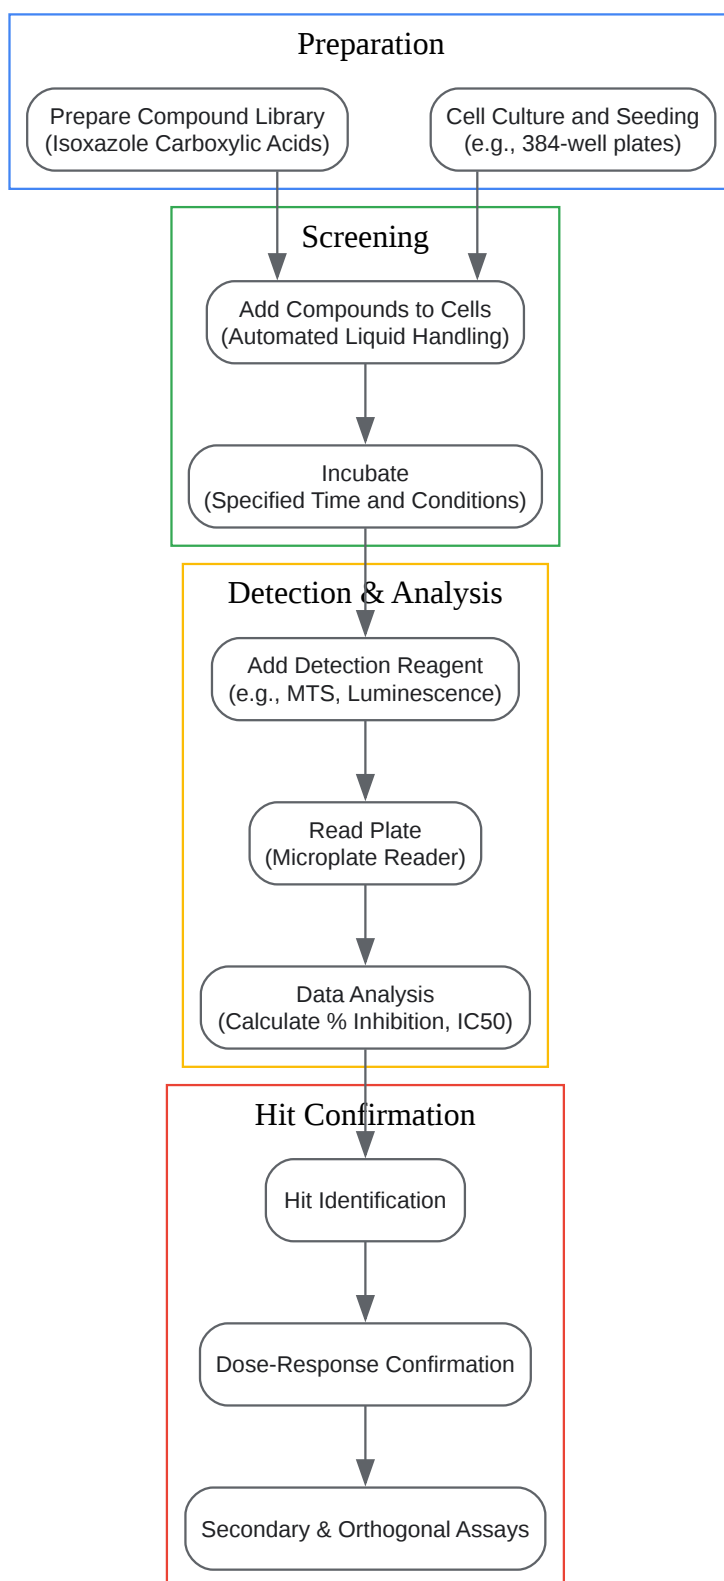 Preparation
Prepare Compound Library
(Isoxazole Carboxylic Acids)
Cell Culture and Seeding
(e.g., 384-well plates)
Screening
Add Compounds to Cells
(Automated Liquid Handling)
Incubate
(Specified Time and Conditions)
Detection & Analysis
Add Detection Reagent
(e.g., MTS, Luminescence)
Read Plate
(Microplate Reader)
Data Analysis
(Calculate % Inhibition, IC50)
Hit Confirmation
Hit Identification
Dose-Response Confirmation
Secondary & Orthogonal Assays